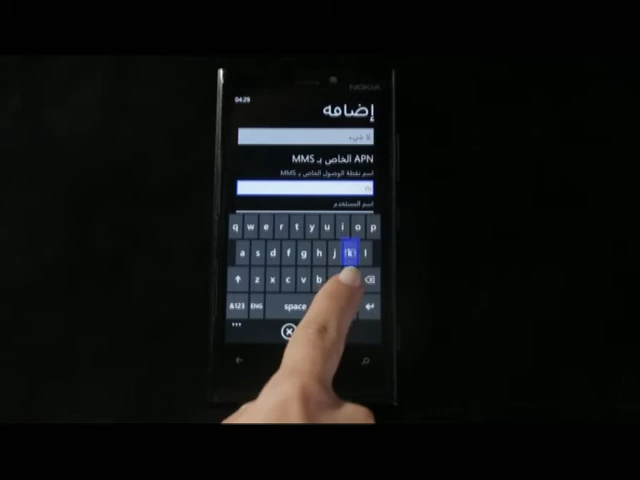 NOKIA
04:29
إضافه
لا شيء
APN الخاص بـ MMS
اسم نقطة الوصول الخاص بـ MMS
m
اسم المستخدم
q w e r t y u i o p
a s d f g h j k l
z x c v b
&123 ENG space